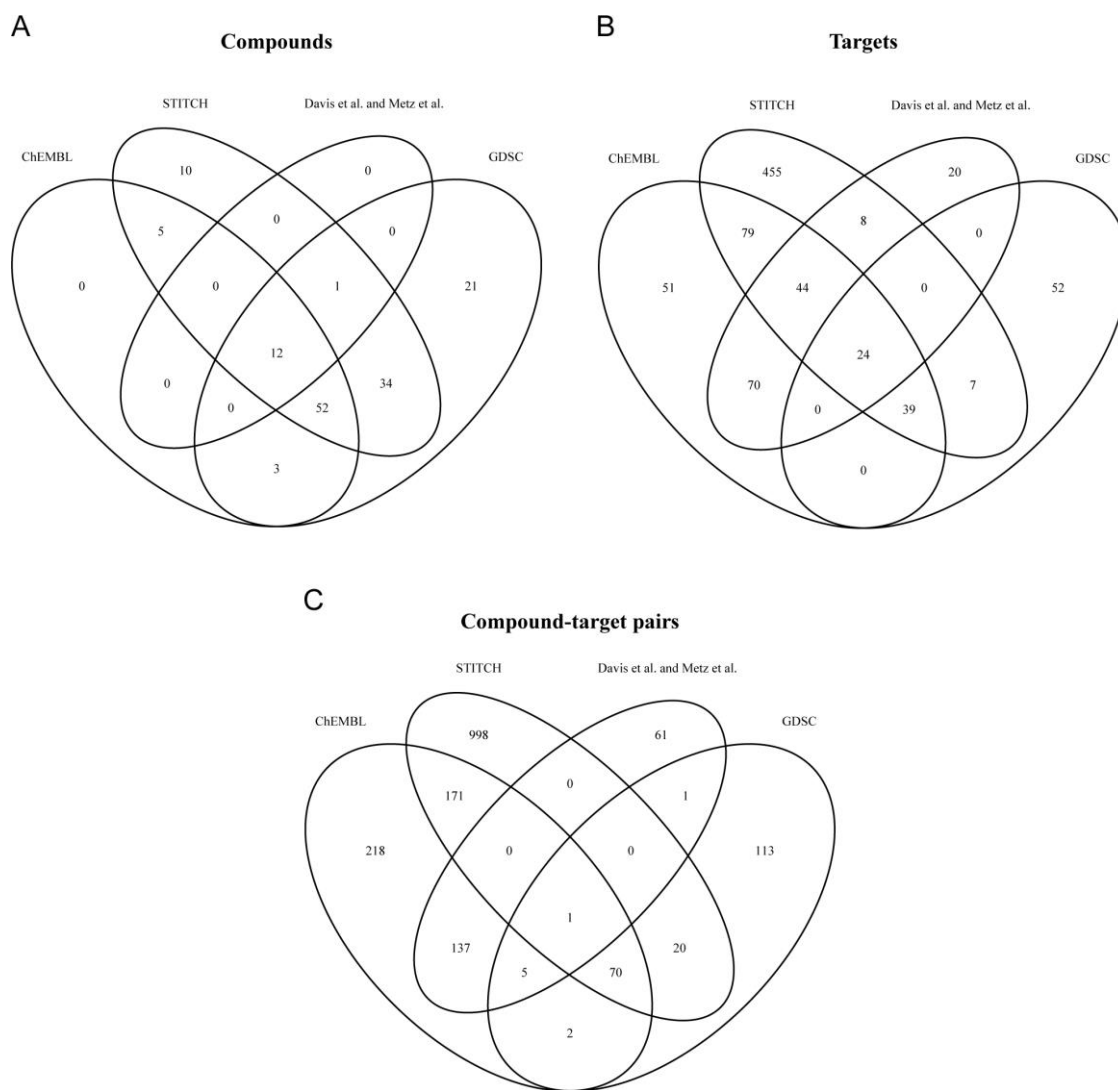 A
Compounds
STITCH
Davis et al. and Metz et al.
ChEMBL
GDSC
10
0
5
0
0
0
0
1
21
12
0
34
0
52
3
B
Targets
STITCH
Davis et al. and Metz et al.
ChEMBL
GDSC
455
20
79
8
0
51
44
0
52
24
70
7
0
39
0
C
Compound-target pairs
STITCH
Davis et al. and Metz et al.
ChEMBL
GDSC
998
61
0
171
1
218
0
0
113
1
137
20
5
70
2